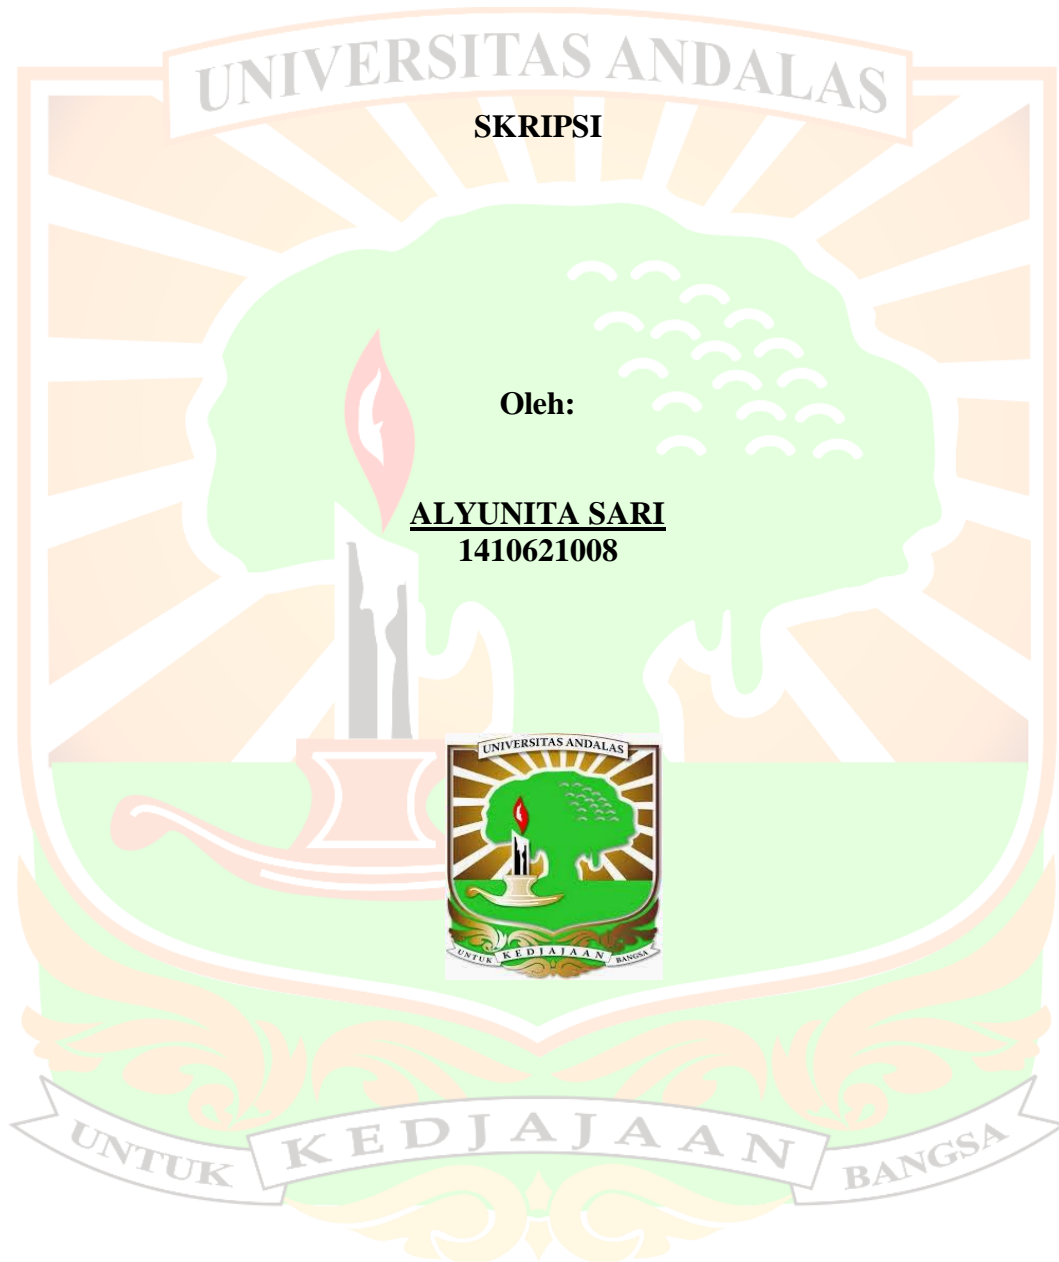 UNIVERSITAS ANDALAS
SKRIPSI
Oleh:
ALYUNITA SARI
1410621008
UNIVERSITAS ANDALAS
UNTUK KEDJAJAAN BANGSA
UNTUK KEDJAJAAN BANGSA